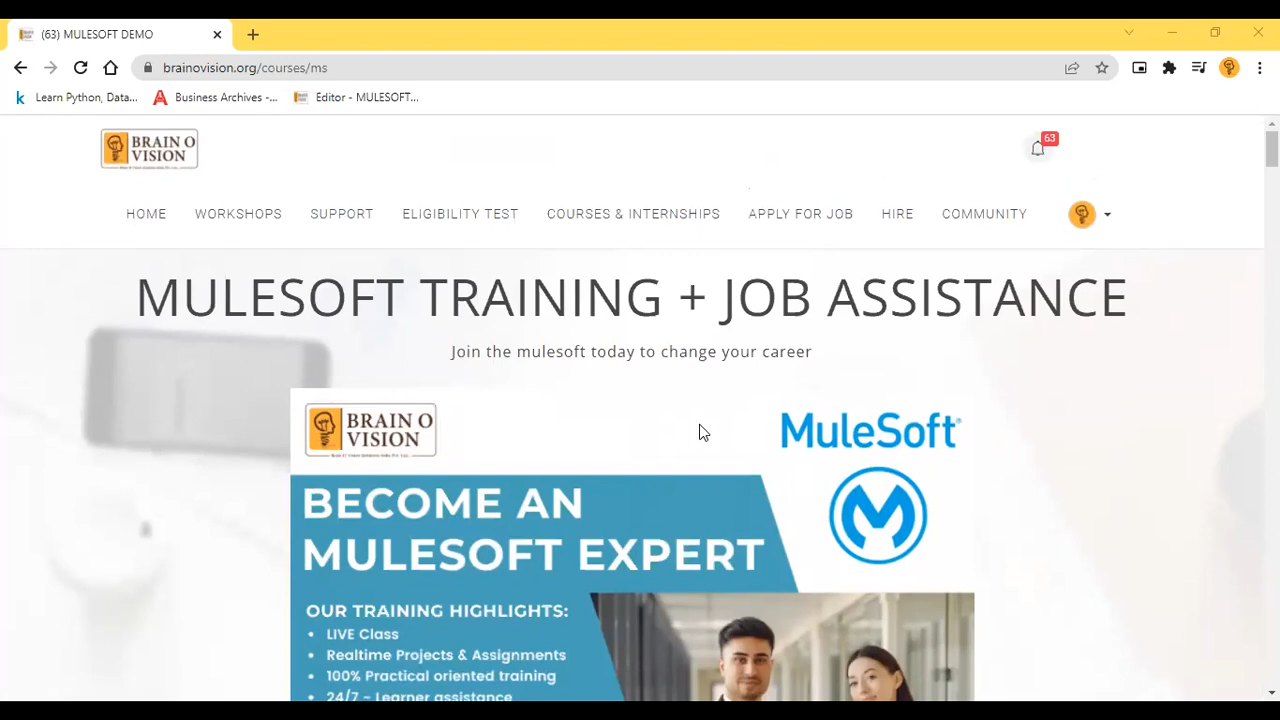 (63) MULESOFT DEMO
brainovision.org/courses/ms
Learn Python, Data...
Business Archives -...
Editor - MULESOFT...
BRAIN O
VISION
63
HOME
WORKSHOPS
SUPPORT
ELIGIBILITY TEST
COURSES & INTERNSHIPS
APPLY FOR JOB
HIRE
COMMUNITY
MULESOFT TRAINING + JOB ASSISTANCE
Join the mulesoft today to change your career
BRAIN O
VISION
MuleSoft
BECOME AN
MULESOFT EXPERT
OUR TRAINING HIGHLIGHTS:
• LIVE Class
• Realtime Projects & Assignments
• 100% Practical oriented training
• 24/7 - Learner assistance